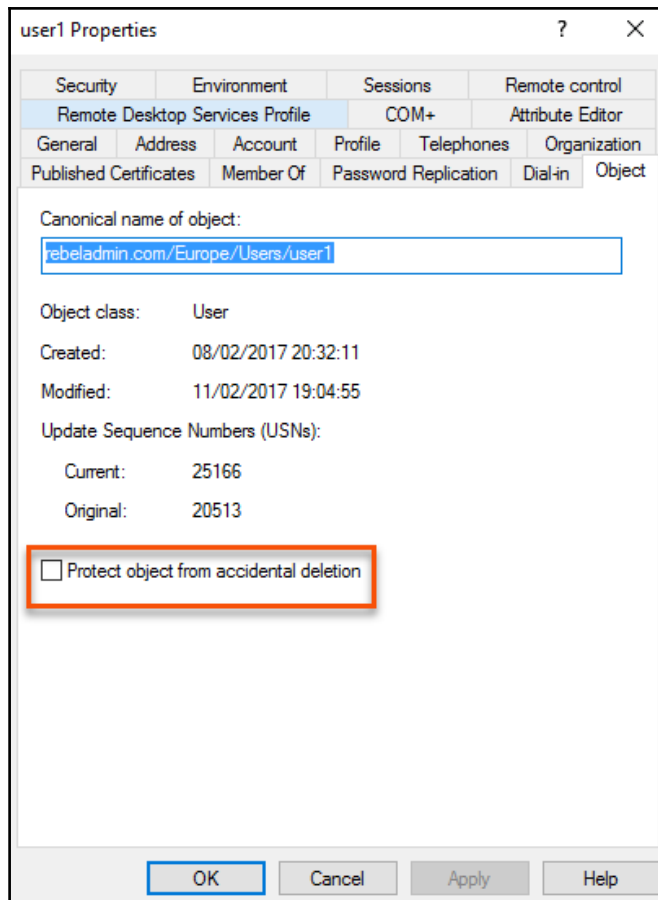 user1 Properties ? ×
Security Environment Sessions Remote control
Remote Desktop Services Profile COM+ Attribute Editor
General Address Account Profile Telephones Organization
Published Certificates Member Of Password Replication Dial-in Object
Canonical name of object:
rebeladmin.com/Europe/Users/user1
Object class: User
Created: 08/02/2017 20:32:11
Modified: 11/02/2017 19:04:55
Update Sequence Numbers (USNs):
Current: 25166
Original: 20513
Protect object from accidental deletion
OK Cancel Apply Help